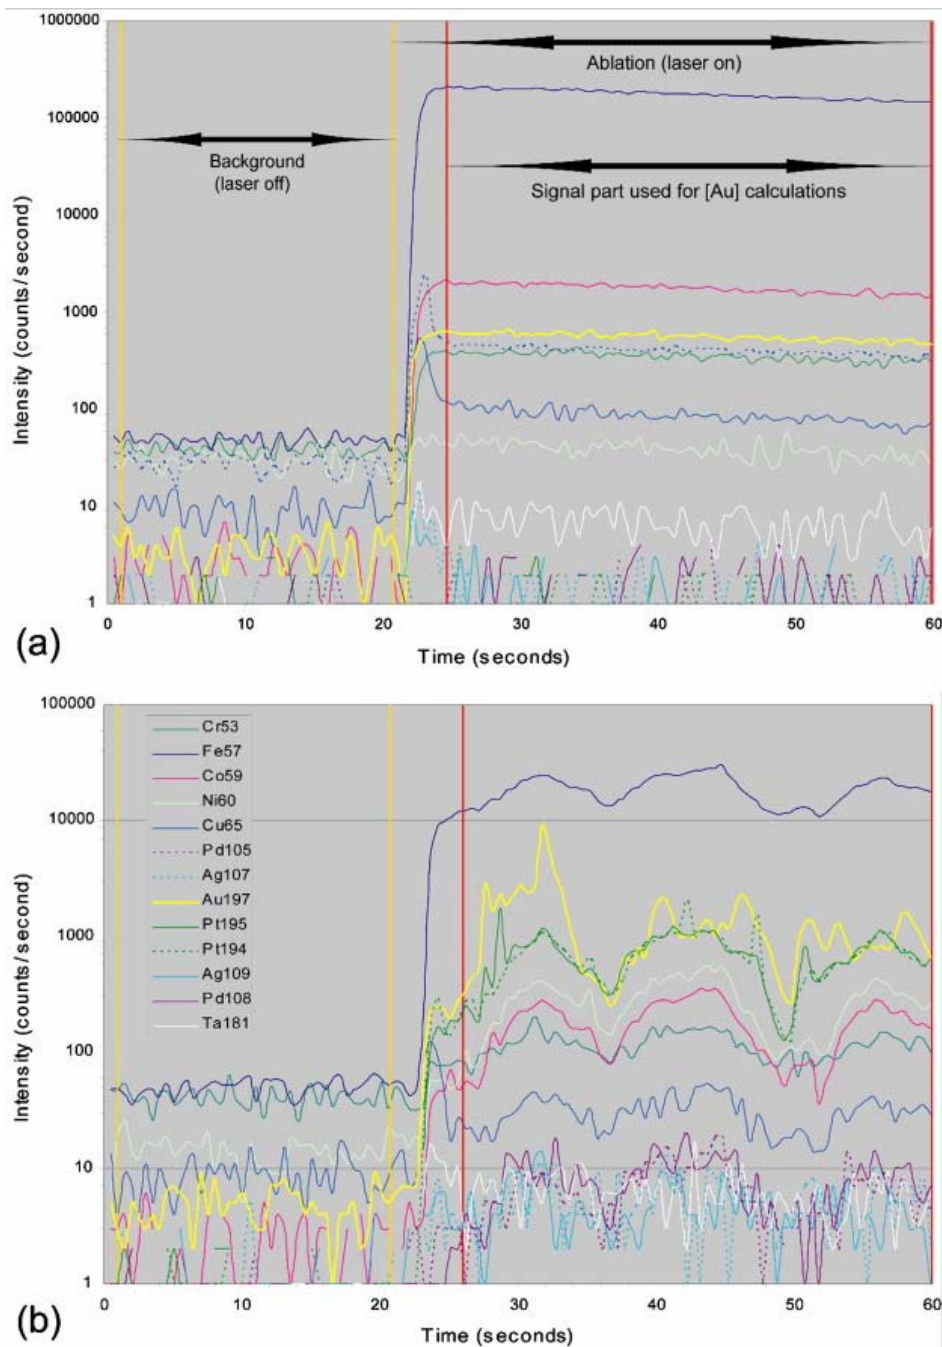 1000000
100000
10000
1000
100
10
1
Intensity (counts/second)
Ablation (laser on)
Background
(laser off)
Signal part used for [Au] calculations
0 10 20 30 40 50 60
Time (seconds)
(a)
100000
10000
1000
100
10
1
Intensity (counts/second)
Cr53
Fe57
Co59
Ni60
Cu65
Pd105
Ag107
Au197
Pt195
Pt194
Ag109
Pd108
Ta181
0 10 20 30 40 50 60
Time (seconds)
(b)